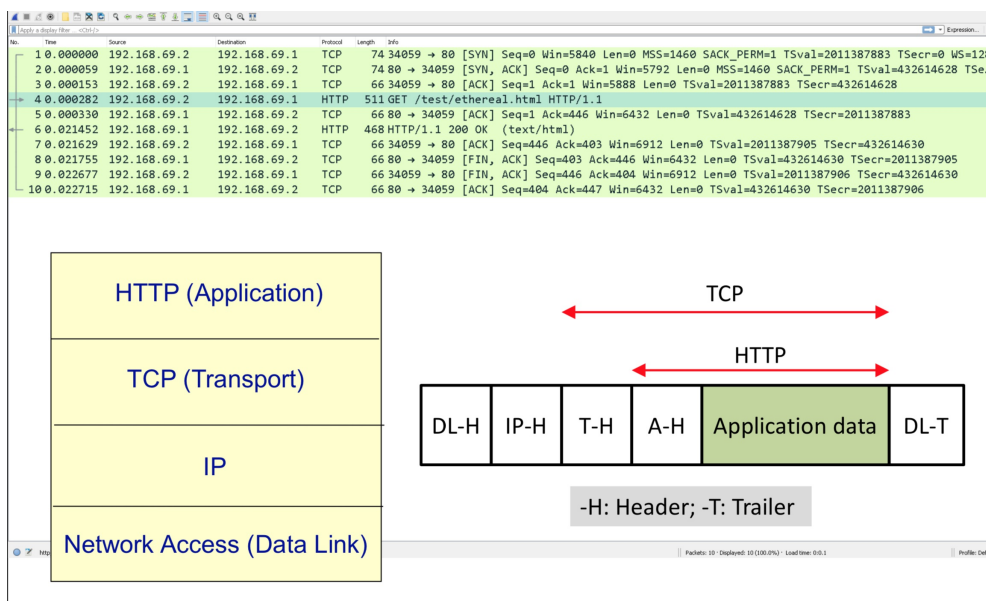 Apply a display filter ... <Ctrl-/>
Expression...
No. Time Source Destination Protocol Length Info
1 0.000000 192.168.69.2 192.168.69.1 TCP 74 34059 → 80 [SYN] Seq=0 Win=5840 Len=0 MSS=1460 SACK_PERM=1 TSval=2011387883 TSecr=0 WS=128
2 0.000059 192.168.69.1 192.168.69.2 TCP 74 80 → 34059 [SYN, ACK] Seq=0 Ack=1 Win=5792 Len=0 MSS=1460 SACK_PERM=1 TSval=432614628 TSe
3 0.000153 192.168.69.2 192.168.69.1 TCP 66 34059 → 80 [ACK] Seq=1 Ack=1 Win=5888 Len=0 TSval=2011387883 TSecr=432614628
4 0.000282 192.168.69.2 192.168.69.1 HTTP 511 GET /test/ethereal.html HTTP/1.1
5 0.000330 192.168.69.1 192.168.69.2 TCP 66 80 → 34059 [ACK] Seq=1 Ack=446 Win=6432 Len=0 TSval=432614628 TSecr=2011387883
6 0.021452 192.168.69.1 192.168.69.2 HTTP 468 HTTP/1.1 200 OK (text/html)
7 0.021629 192.168.69.2 192.168.69.1 TCP 66 34059 → 80 [ACK] Seq=446 Ack=403 Win=6912 Len=0 TSval=2011387905 TSecr=432614630
8 0.021755 192.168.69.1 192.168.69.2 TCP 66 80 → 34059 [FIN, ACK] Seq=403 Ack=446 Win=6432 Len=0 TSval=432614630 TSecr=2011387905
9 0.022677 192.168.69.2 192.168.69.1 TCP 66 34059 → 80 [FIN, ACK] Seq=446 Ack=404 Win=6912 Len=0 TSval=2011387906 TSecr=432614630
10 0.022715 192.168.69.1 192.168.69.2 TCP 66 80 → 34059 [ACK] Seq=404 Ack=447 Win=6432 Len=0 TSval=432614630 TSecr=2011387906
HTTP (Application)
TCP (Transport)
IP
Network Access (Data Link)
TCP
HTTP
DL-H IP-H T-H A-H Application data DL-T
-H: Header; -T: Trailer
http
Packets: 10 · Displayed: 10 (100.0%) · Load time: 0:0.1
Profile: Def